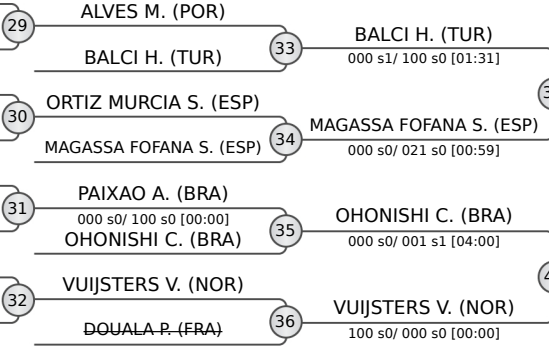 29
ALVES M. (POR)
BALCI H. (TUR)
33
BALCI H. (TUR)
000 s1/ 100 s0 [01:31]
30
ORTIZ MURCIA S. (ESP)
MAGASSA FOFANA S. (ESP)
34
MAGASSA FOFANA S. (ESP)
000 s0/ 021 s0 [00:59]
31
PAIXAO A. (BRA)
000 s0/ 100 s0 [00:00]
OHONISHI C. (BRA)
35
OHONISHI C. (BRA)
000 s0/ 001 s1 [04:00]
32
VUIJSTERS V. (NOR)
DOUALA P. (FRA)
36
VUIJSTERS V. (NOR)
100 s0/ 000 s0 [00:00]